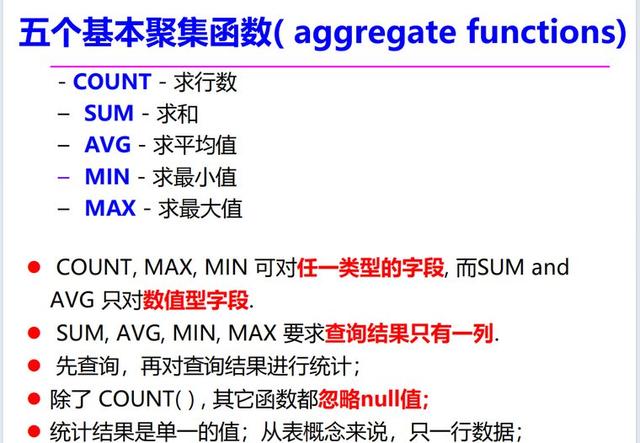 五个基本聚集函数( aggregate functions)
- COUNT - 求行数
– SUM - 求和
– AVG - 求平均值
– MIN - 求最小值
– MAX - 求最大值
● COUNT, MAX, MIN 可对任一类型的字段, 而SUM and
AVG 只对数值型字段.
● SUM, AVG, MIN, MAX 要求查询结果只有一列.
● 先查询，再对查询结果进行统计；
● 除了 COUNT( ) , 其它函数都忽略null值；
● 统计结果是单一的值；从表概念来说，只一行数据；